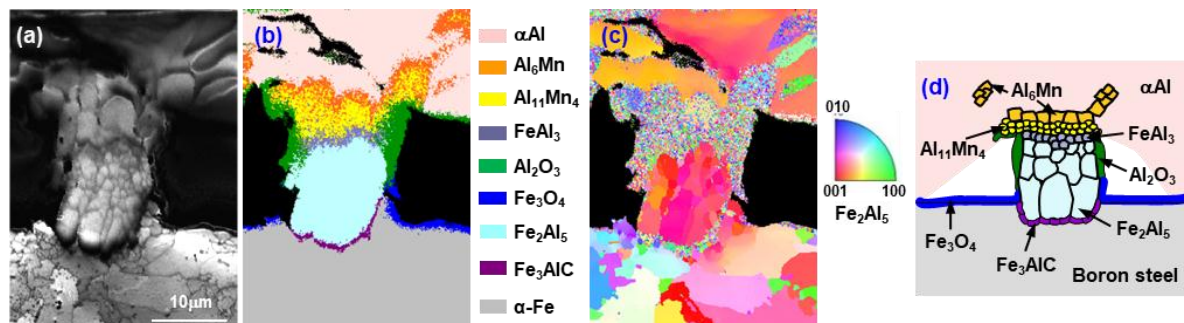 (a)
10μm
(b)
αAl
Al₆Mn
Al₁₁Mn₄
FeAl₃
Al₂O₃
Fe₃O₄
Fe₂Al₅
Fe₃AlC
α-Fe
(c)
010
001
100
Fe₂Al₅
(d)
Al₆Mn
αAl
FeAl₃
Al₁₁Mn₄
Al₂O₃
Fe₃O₄
Fe₂Al₅
Fe₃AlC
Boron steel